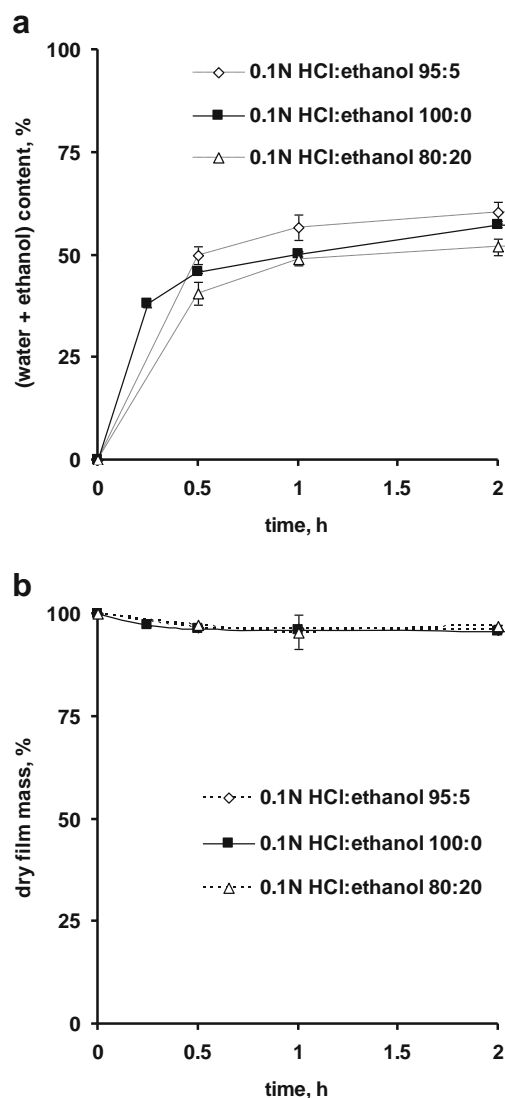 a
100
75
50
25
0
(water + ethanol) content, %
0.1N HCl:ethanol 95:5
0.1N HCl:ethanol 100:0
0.1N HCl:ethanol 80:20
0 0.5 1 1.5 2
time, h
b
100
75
50
25
0
dry film mass, %
0.1N HCl:ethanol 95:5
0.1N HCl:ethanol 100:0
0.1N HCl:ethanol 80:20
0 0.5 1 1.5 2
time, h